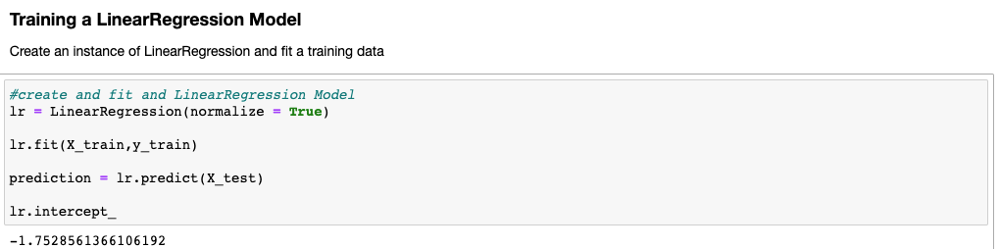 Training a LinearRegression Model
Create an instance of LinearRegression and fit a training data
#create and fit and LinearRegression Model
lr = LinearRegression(normalize = True)
lr.fit(X_train,y_train)
prediction = lr.predict(X_test)
lr.intercept_
-1.7528561366106192